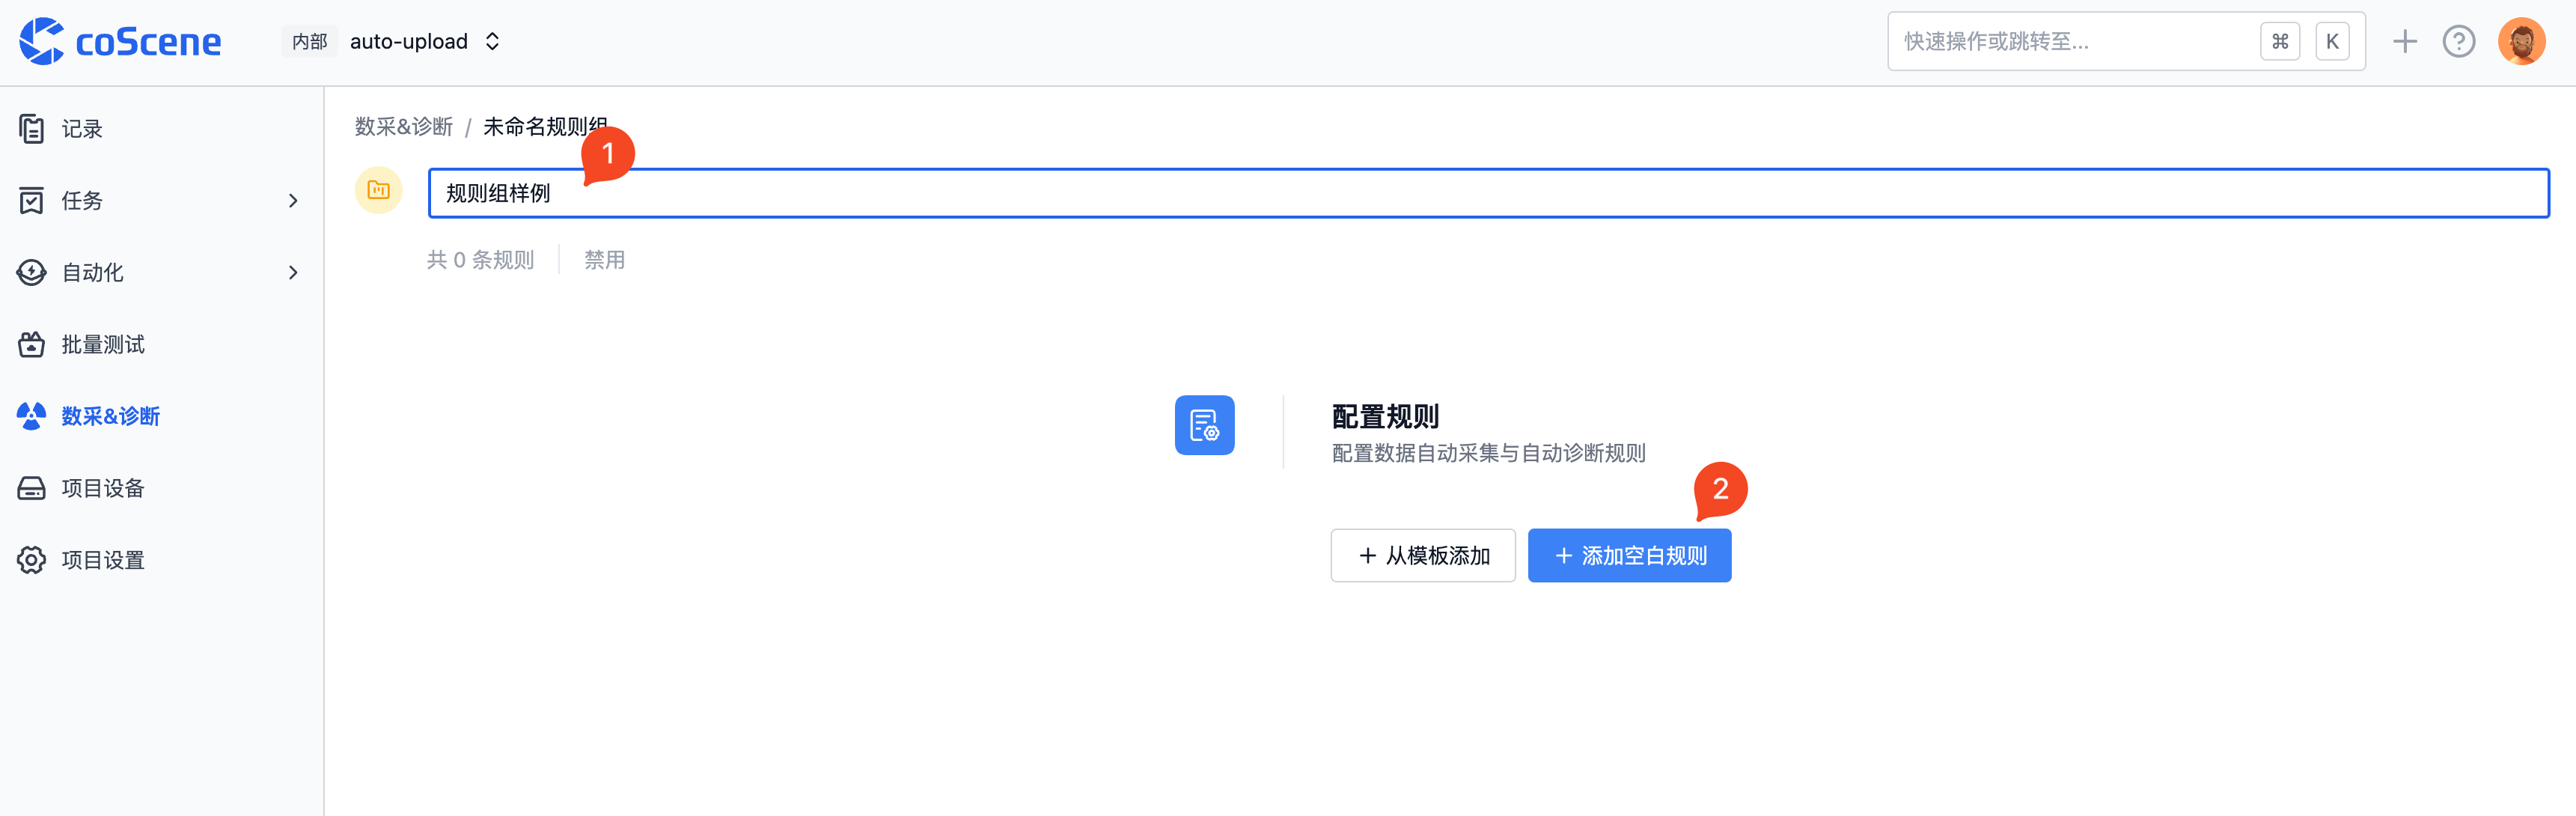 coScene 内部 auto-upload 快速操作或跳转至... ⌘ K
记录
任务
自动化
批量测试
数采&诊断
项目设备
项目设置
数采&诊断 / 未命名规则组
1
规则组样例
共 0 条规则 禁用
配置规则
配置数据自动采集与自动诊断规则
2
+ 从模板添加 + 添加空白规则